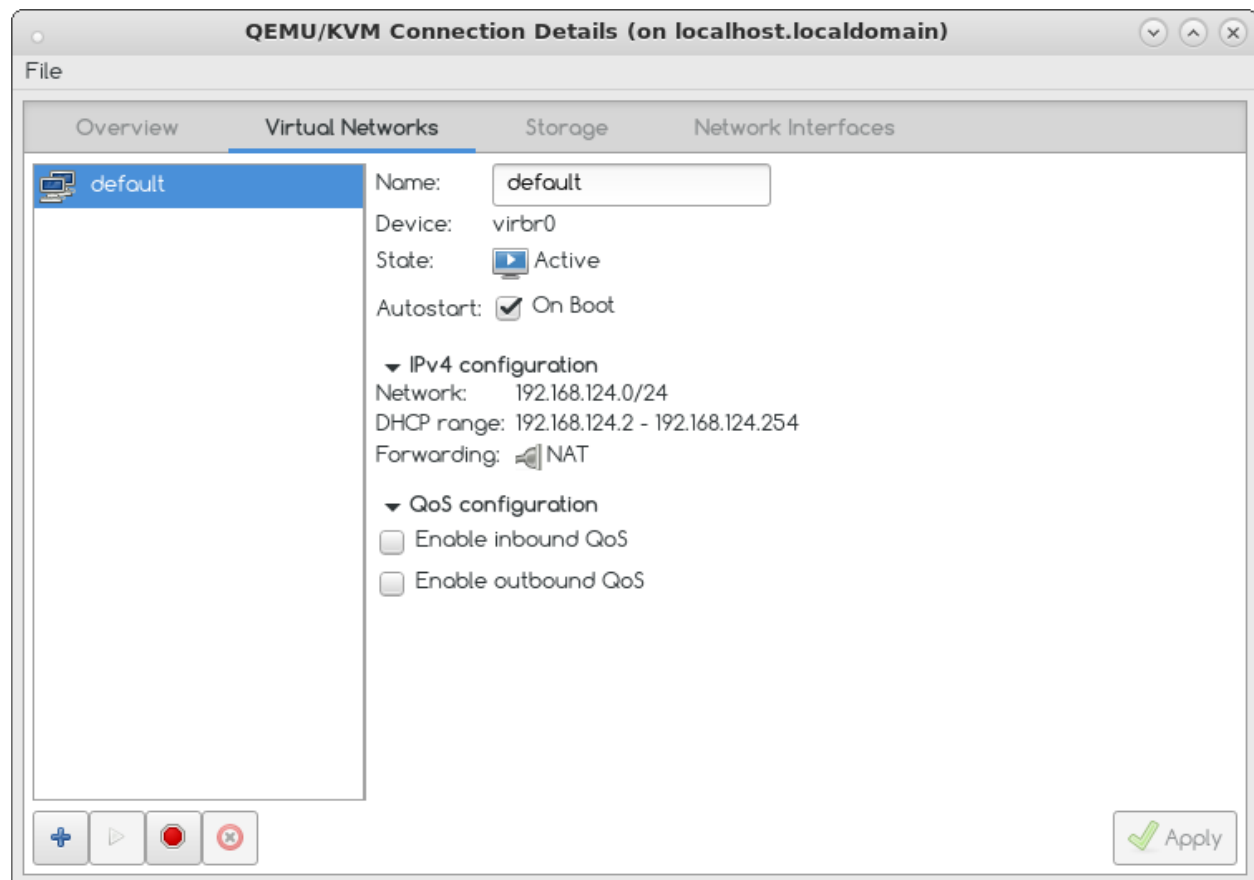 QEMU/KVM Connection Details (on localhost.localdomain)
File
Overview Virtual Networks Storage Network Interfaces
default
Name: default
Device: virbr0
State: Active
Autostart: On Boot
IPv4 configuration
Network: 192.168.124.0/24
DHCP range: 192.168.124.2 - 192.168.124.254
Forwarding: NAT
QoS configuration
Enable inbound QoS
Enable outbound QoS
Apply